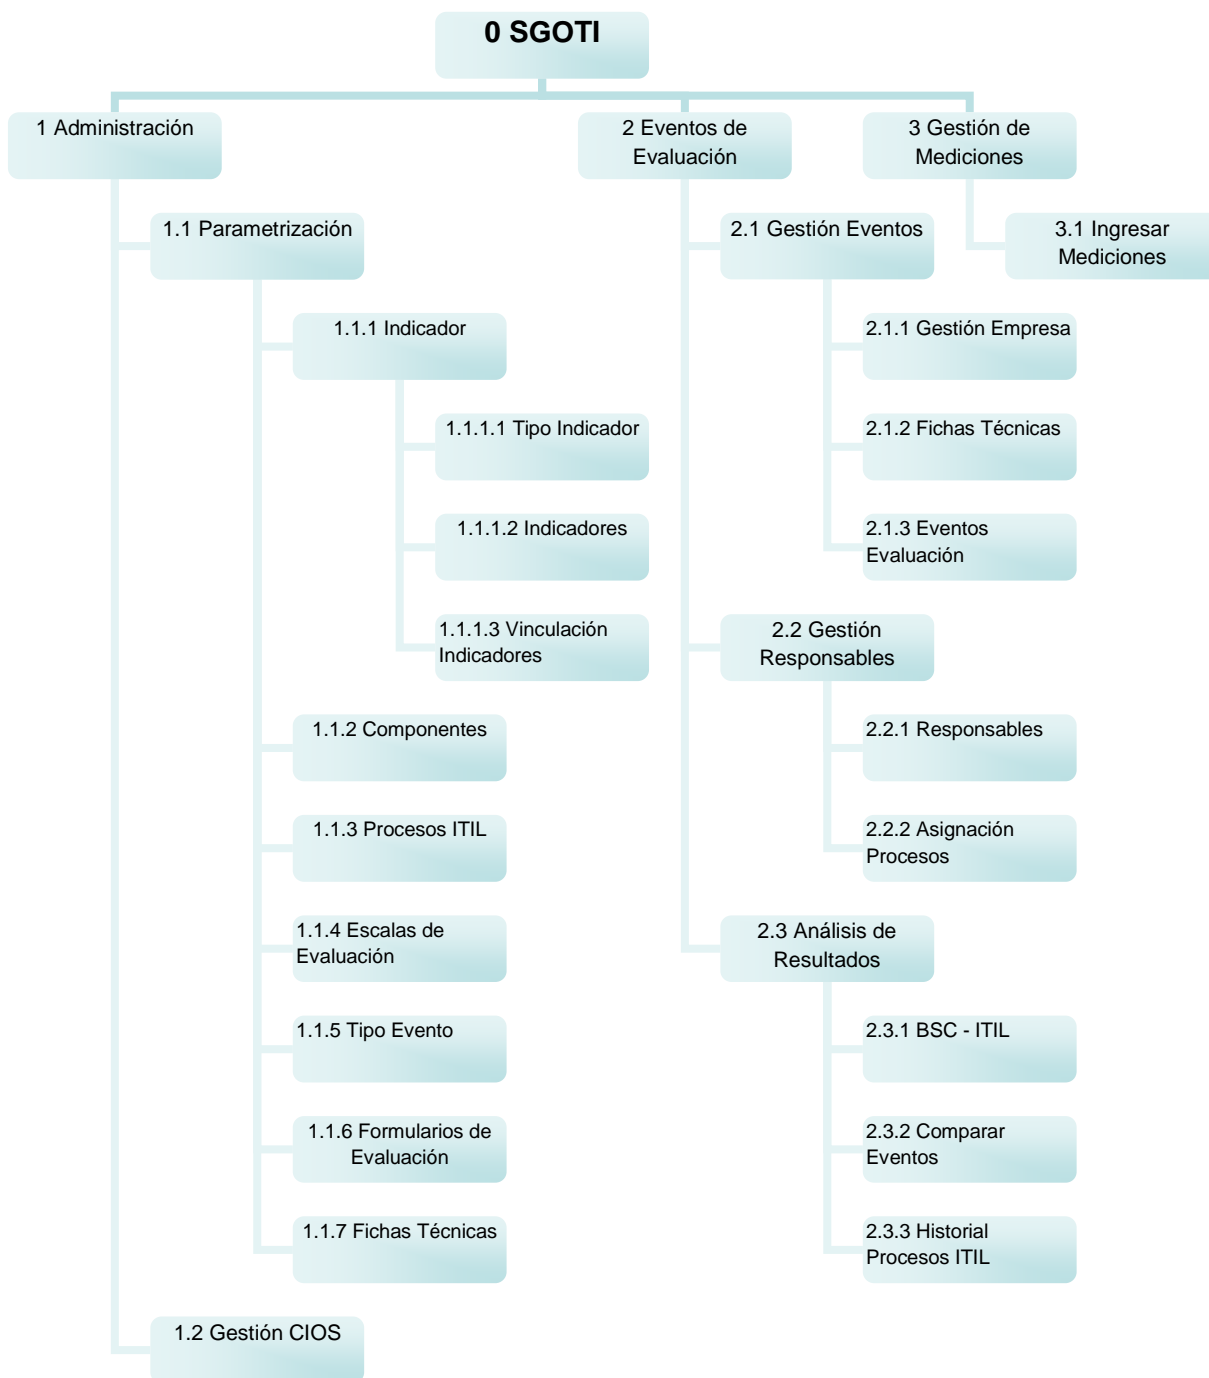 0 SGOTI
1 Administración
1.1 Parametrización
1.1.1 Indicador
1.1.1.1 Tipo Indicador
1.1.1.2 Indicadores
1.1.1.3 Vinculación
Indicadores
1.1.2 Componentes
1.1.3 Procesos ITIL
1.1.4 Escalas de
Evaluación
1.1.5 Tipo Evento
1.1.6 Formularios de
Evaluación
1.1.7 Fichas Técnicas
1.2 Gestión CIOS
2 Eventos de
Evaluación
2.1 Gestión Eventos
2.1.1 Gestión Empresa
2.1.2 Fichas Técnicas
2.1.3 Eventos
Evaluación
2.2 Gestión
Responsables
2.2.1 Responsables
2.2.2 Asignación
Procesos
2.3 Análisis de
Resultados
2.3.1 BSC - ITIL
2.3.2 Comparar
Eventos
2.3.3 Historial
Procesos ITIL
3 Gestión de
Mediciones
3.1 Ingresar
Mediciones